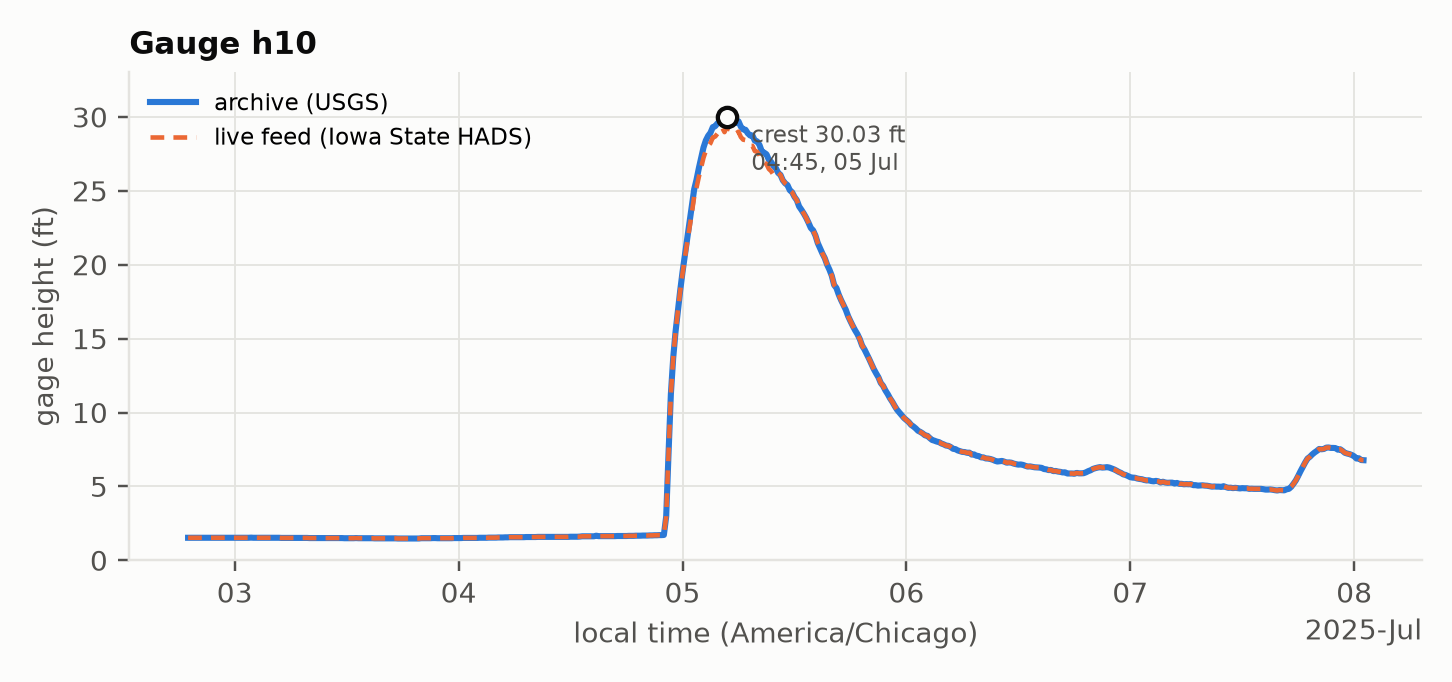 Gauge h10
archive (USGS)
live feed (Iowa State HADS)
crest 30.03 ft
04:45, 05 Jul
gage height (ft)
30
25
20
15
10
5
0
03 04 05 06 07 08
local time (America/Chicago)
2025-Jul